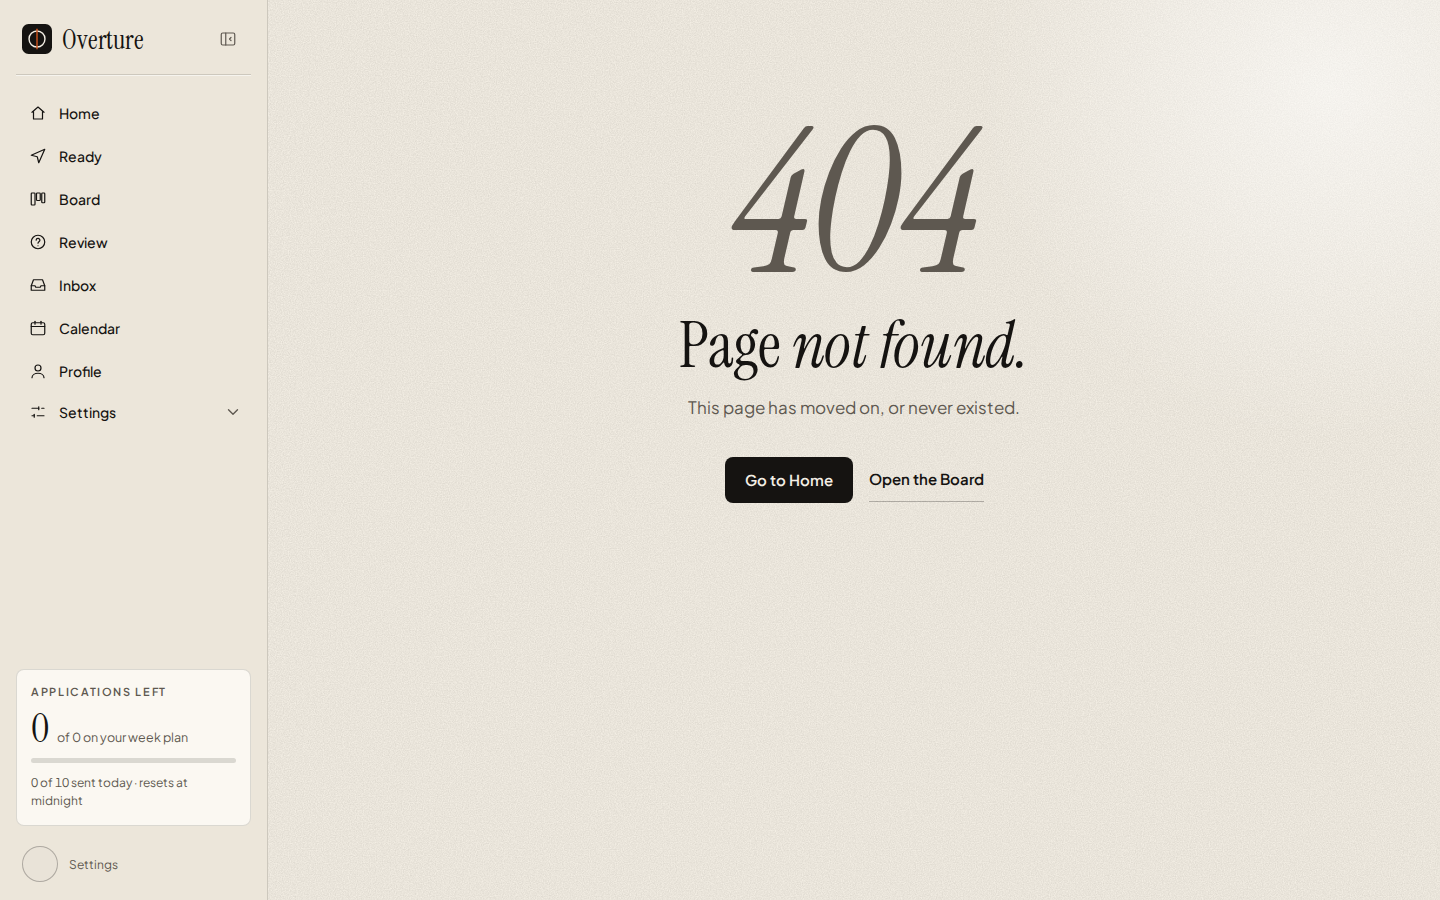 Overture
Home
Ready
Board
Review
Inbox
Calendar
Profile
Settings
APPLICATIONS LEFT
0 of 0 on your week plan
0 of 10 sent today · resets at
midnight
Settings
404
Page not found.
This page has moved on, or never existed.
Go to Home
Open the Board